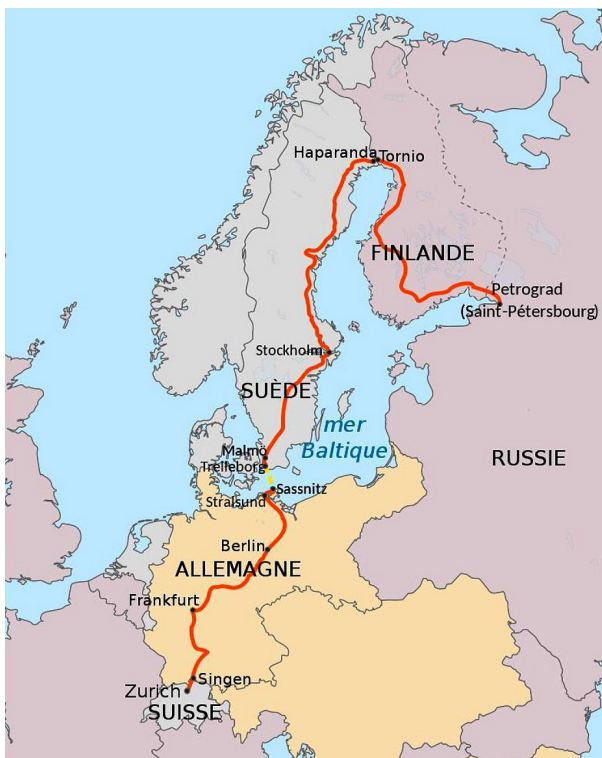 Haparanda
Tornio
FINLANDE
Petrograd
(Saint-Pétersbourg)
Stockholm
SUÈDE
mer
Baltique
Malmö
Trelleborg
RUSSIE
Sassnitz
Stralsund
Berlin
ALLEMAGNE
Frankfurt
Singen
Zurich
SUISSE